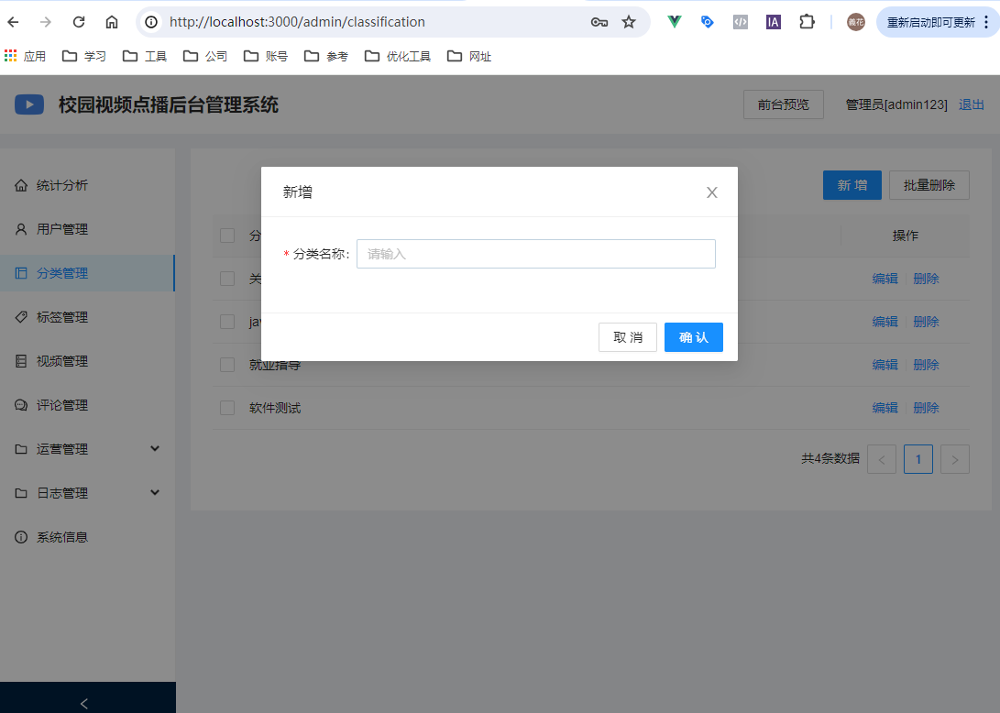 http://localhost:3000/admin/classification
IA
義花
重新启动即可更新
应用 学习 工具 公司 账号 参考 优化工具 网址
校园视频点播后台管理系统
前台预览 管理员[admin123] 退出
统计分析
用户管理
分类管理
标签管理
视频管理
评论管理
运营管理
日志管理
系统信息
新 增 批量删除
新增
X
* 分类名称: 请输入
取 消 确 认
分 操作
关 编辑 删除
jav 编辑 删除
就业指导 编辑 删除
软件测试 编辑 删除
共4条数据 < 1 >
<